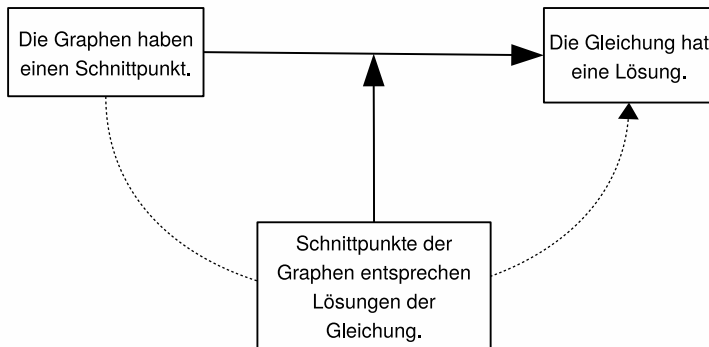 Die Graphen haben
einen Schnittpunkt.
Die Gleichung hat
eine Lösung.
Schnittpunkte der
Graphen entsprechen
Lösungen der
Gleichung.